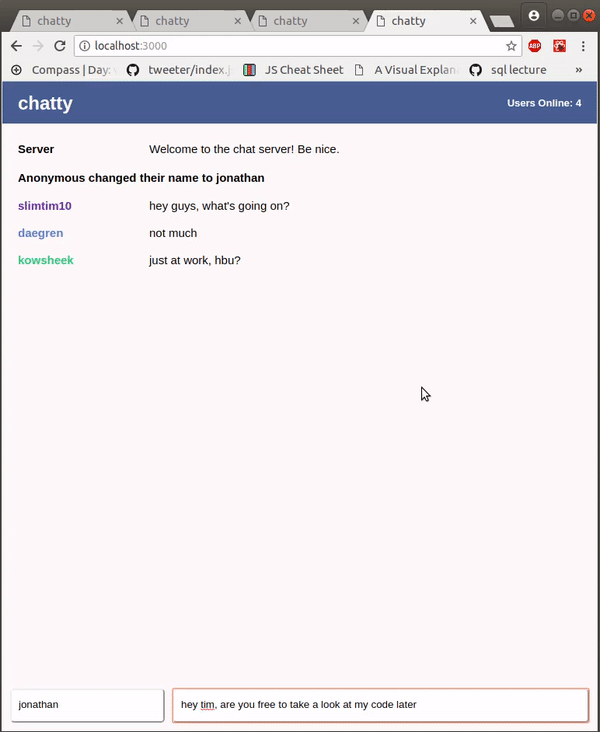 chatty
chatty
chatty
chatty
localhost:3000
ABP
Compass | Day:
tweeter/index.j
JS Cheat Sheet
A Visual Explan
sql lecture
»
chatty
Users Online: 4
Server
Welcome to the chat server! Be nice.
Anonymous changed their name to jonathan
slimtim10
hey guys, what's going on?
daegren
not much
kowsheek
just at work, hbu?
jonathan
hey tim, are you free to take a look at my code later